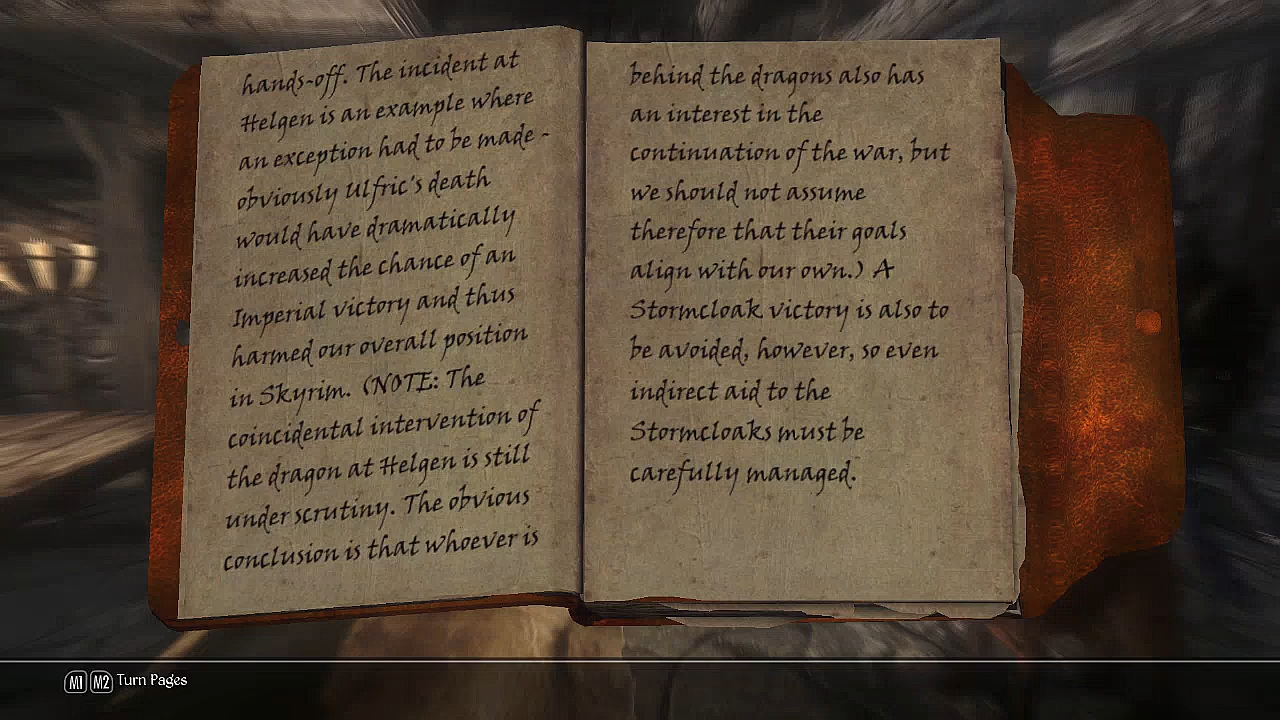 hands-off. The incident at
Helgen is an example where
an exception had to be made -
obviously Ulfric's death
would have dramatically
increased the chance of an
Imperial victory and thus
harmed our overall position
in Skyrim. (NOTE: The
coincidental intervention of
the dragon at Helgen is still
under scrutiny. The obvious
conclusion is that whoever is
behind the dragons also has
an interest in the
continuation of the war, but
we should not assume
therefore that their goals
align with our own.) A
Stormcloak victory is also to
be avoided, however, so even
indirect aid to the
Stormcloaks must be
carefully managed.
M1 M2 Turn Pages